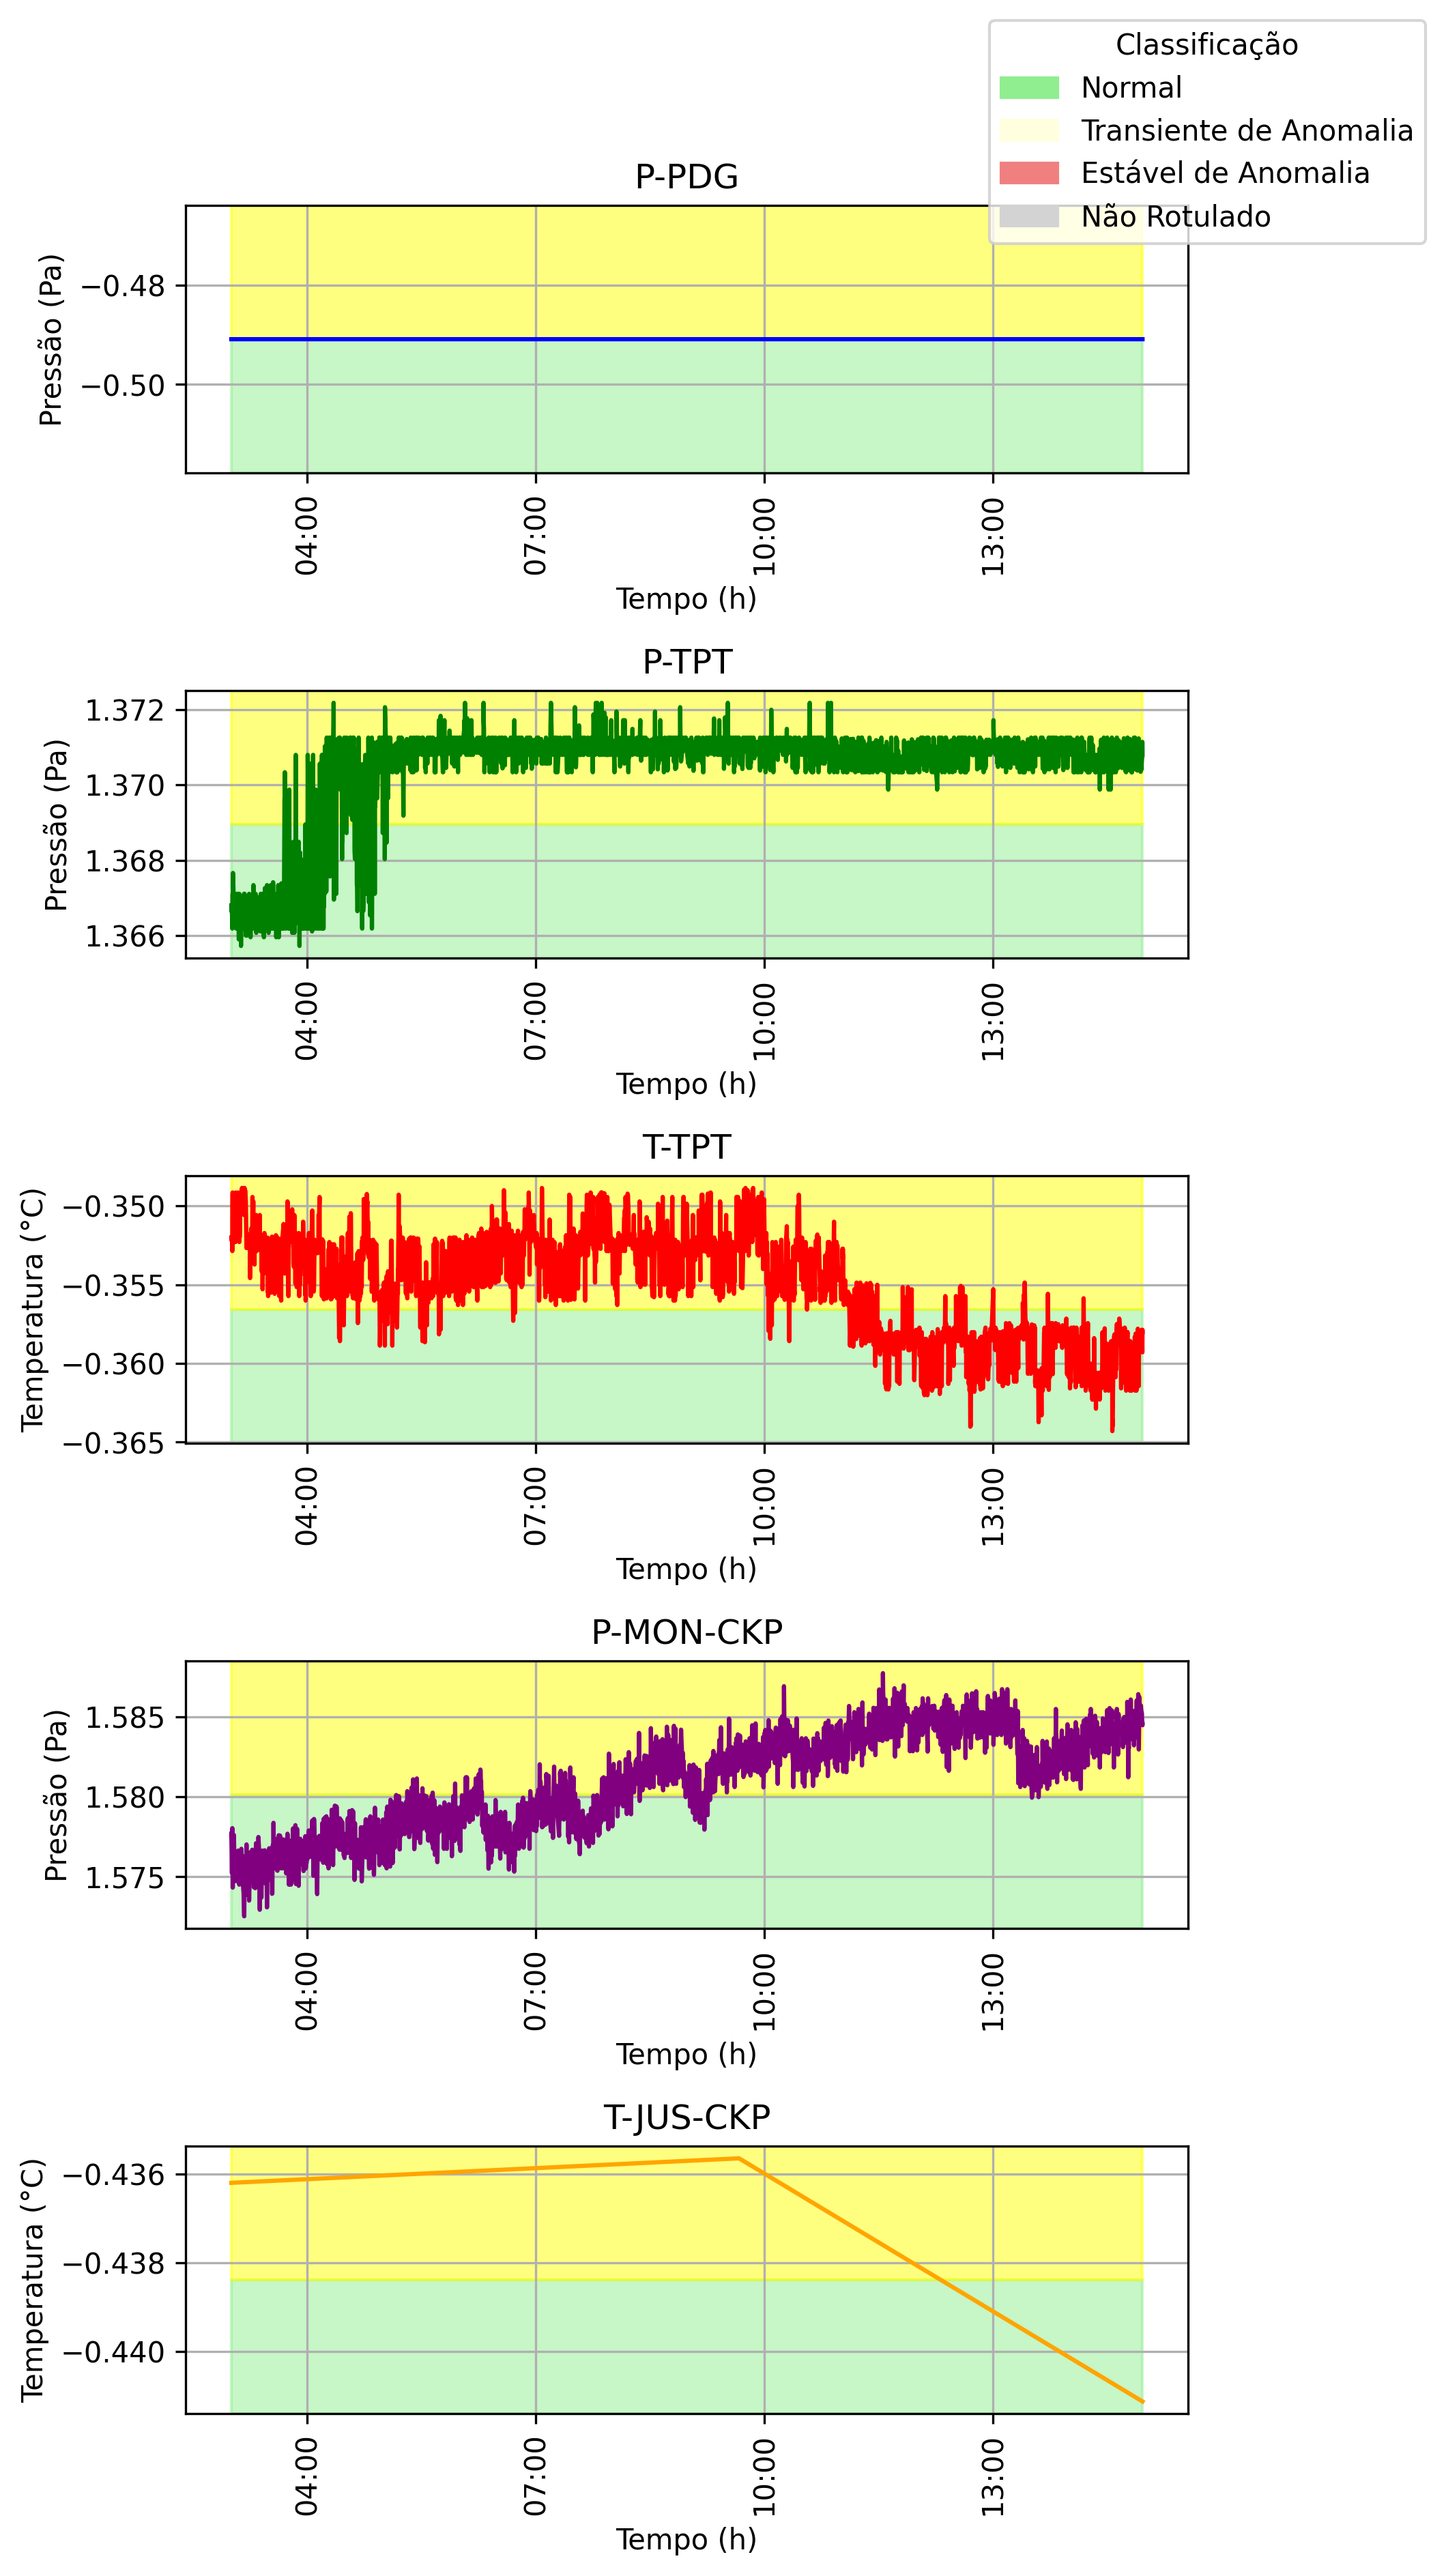 Classificação
Normal
Transiente de Anomalia
Estável de Anomalia
Não Rotulado
P-PDG
Pressão (Pa)
−0.48
−0.50
04:00
07:00
10:00
13:00
Tempo (h)
P-TPT
Pressão (Pa)
1.372
1.370
1.368
1.366
04:00
07:00
10:00
13:00
Tempo (h)
T-TPT
Temperatura (°C)
−0.350
−0.355
−0.360
−0.365
04:00
07:00
10:00
13:00
Tempo (h)
P-MON-CKP
Pressão (Pa)
1.585
1.580
1.575
04:00
07:00
10:00
13:00
Tempo (h)
T-JUS-CKP
Temperatura (°C)
−0.436
−0.438
−0.440
04:00
07:00
10:00
13:00
Tempo (h)